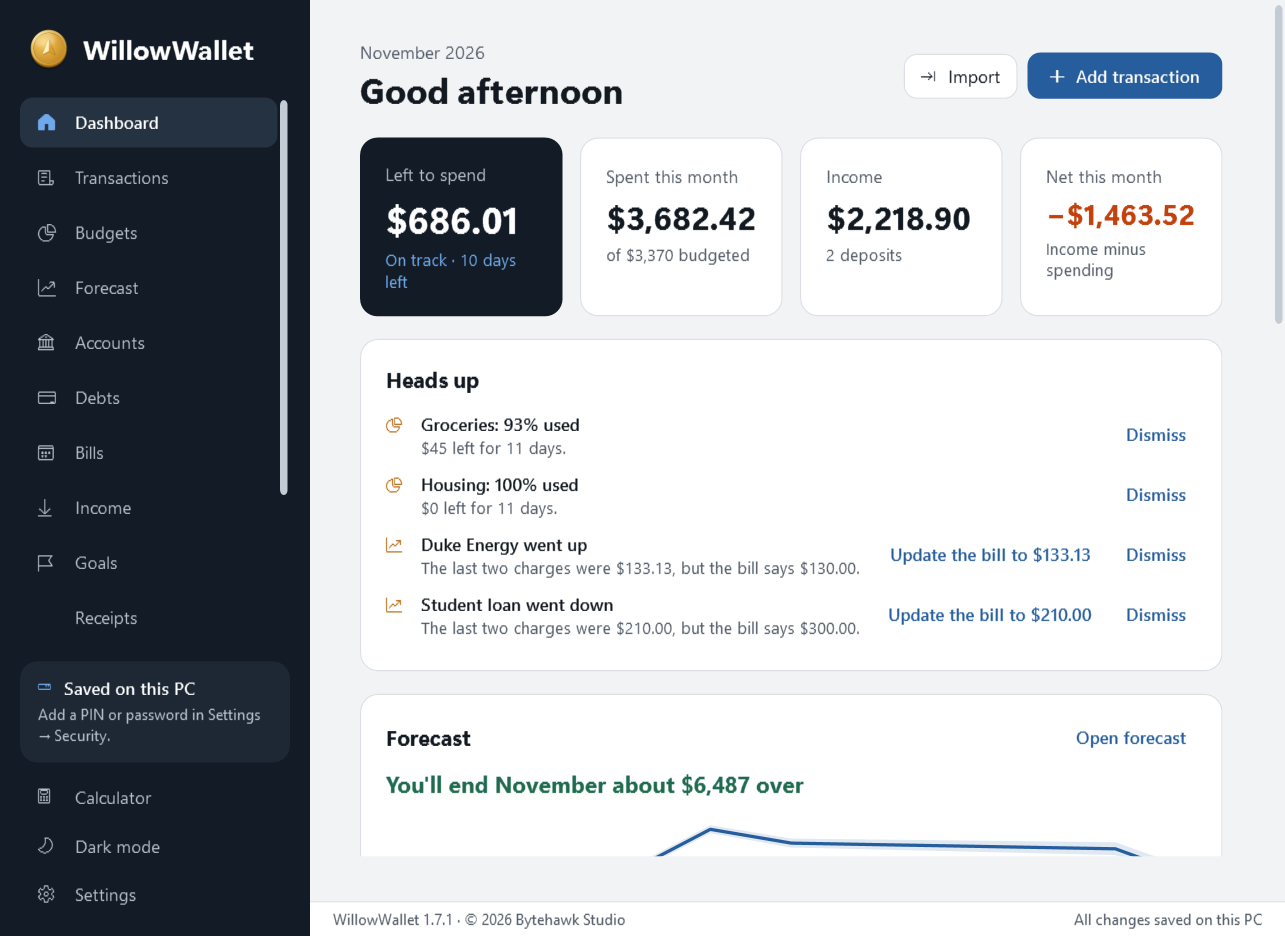 WillowWallet
Dashboard
Transactions
Budgets
Forecast
Accounts
Debts
Bills
Income
Goals
Receipts
Saved on this PC
Add a PIN or password in Settings
→ Security.
Calculator
Dark mode
Settings
November 2026
Good afternoon
Import
+ Add transaction
Left to spend
$686.01
On track · 10 days
left
Spent this month
$3,682.42
of $3,370 budgeted
Income
$2,218.90
2 deposits
Net this month
−$1,463.52
Income minus
spending
Heads up
Groceries: 93% used
$45 left for 11 days.
Dismiss
Housing: 100% used
$0 left for 11 days.
Dismiss
Duke Energy went up
The last two charges were $133.13, but the bill says $130.00.
Update the bill to $133.13
Dismiss
Student loan went down
The last two charges were $210.00, but the bill says $300.00.
Update the bill to $210.00
Dismiss
Forecast
Open forecast
You'll end November about $6,487 over
WillowWallet 1.7.1 · © 2026 Bytehawk Studio
All changes saved on this PC